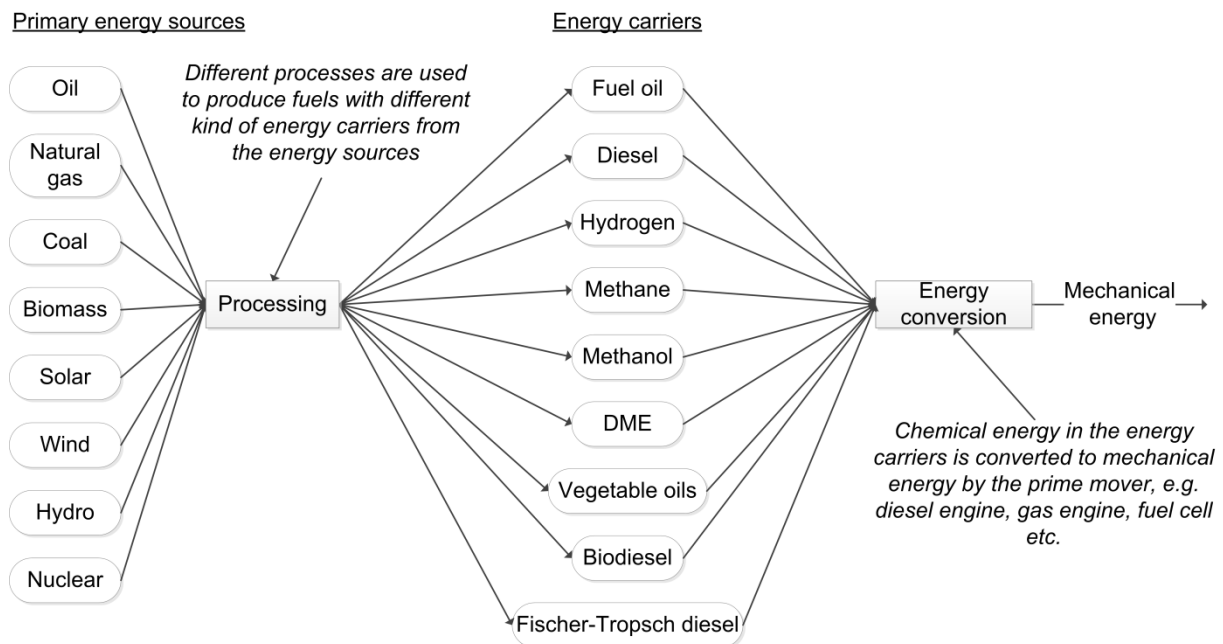 Primary energy sources
Oil
Natural
gas
Coal
Biomass
Solar
Wind
Hydro
Nuclear
Different processes are used
to produce fuels with different
kind of energy carriers from
the energy sources
Processing
Energy carriers
Fuel oil
Diesel
Hydrogen
Methane
Methanol
DME
Vegetable oils
Biodiesel
Fischer-Tropsch diesel
Energy
conversion
Mechanical
energy
Chemical energy in the energy
carriers is converted to mechanical
energy by the prime mover, e.g.
diesel engine, gas engine, fuel cell
etc.